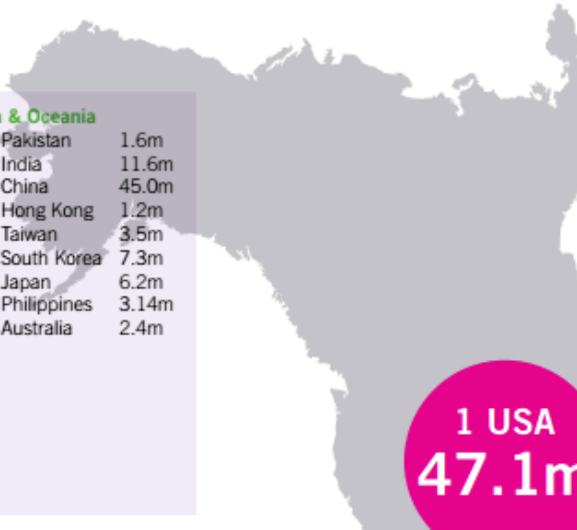 & Oceania
Pakistan 1.6m
India 11.6m
China 45.0m
Hong Kong 1.2m
Taiwan 3.5m
South Korea 7.3m
Japan 6.2m
Philippines 3.14m
Australia 2.4m
1 USA
47.1m